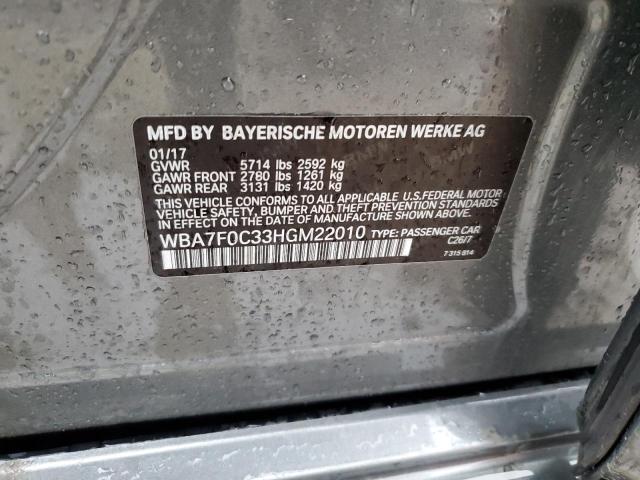 MFD BY BAYERISCHE MOTOREN WERKE AG
01/17
GVWR 5714 lbs 2592 kg
GAWR FRONT 2780 lbs 1261 kg
GAWR REAR 3131 lbs 1420 kg
THIS VEHICLE CONFORMS TO ALL APPLICABLE U.S. FEDERAL MOTOR
VEHICLE SAFETY, BUMPER, AND THEFT PREVENTION STANDARDS
IN EFFECT ON THE DATE OF MANUFACTURE SHOWN ABOVE.
WBA7F0C33HGM22010 TYPE: PASSENGER CAR
C26/7
7 315 814